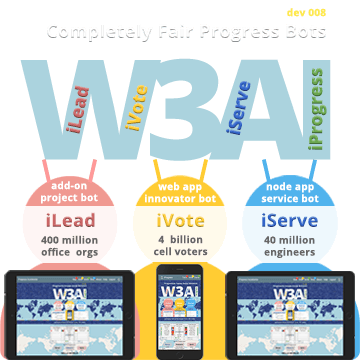 dev 008
Completely Fair Progress Bots
W3AI
iLead
iVote
iServe
iProgress
add-on
project bot
iLead
400 million
office orgs
web app
innovator bot
iVote
4 billion
cell voters
node app
service bot
iServe
40 million
engineers
W3AI
W3AI
W3AI